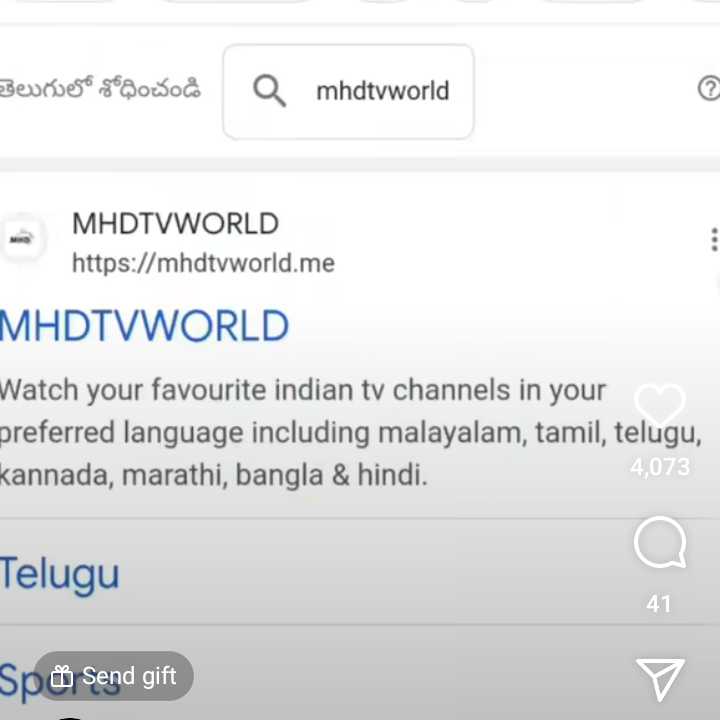 తెలుగులో శోధించండి
mhdtvworld
MHDTVWORLD
https://mhdtvworld.me
MHDTVWORLD
Watch your favourite indian tv channels in your
preferred language including malayalam, tamil, telugu,
kannada, marathi, bangla & hindi.
4,073
Telugu
41
Sports
Send gift